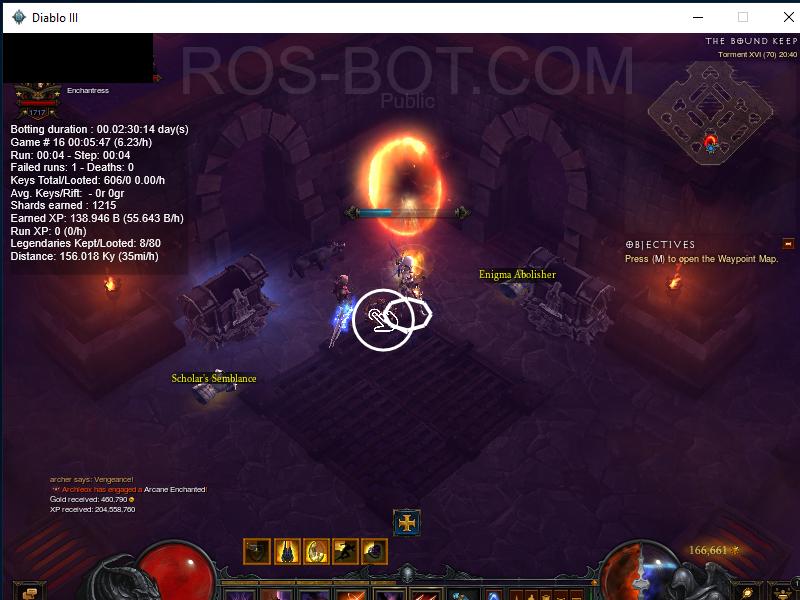 Diablo III
ROS-BOT.COM
Public
THE BOUND KEEP
Torment XVI (70) 20:40
Enchantress
1717
Botting duration : 00.02:30:14 day(s)
Game # 16 00:05:47 (6.23/h)
Run: 00:04 - Step: 00:04
Failed runs: 1 - Deaths: 0
Keys Total/Looted: 606/0 0.00/h
Avg. Keys/Rift:  - 0r 0gr
Shards earned : 1215
Earned XP: 138.946 B (55.643 B/h)
Run XP: 0 (0/h)
Legendaries Kept/Looted: 8/80
Distance: 156.018 Ky (35mi/h)
OBJECTIVES
Press (M) to open the Waypoint Map.
Enigma Abolisher
Scholar's Semblance
archer says: Vengeance!
*** Archieox has engaged a Arcane Enchanted!
Gold received: 460,790
XP received: 204,558,760
166,661